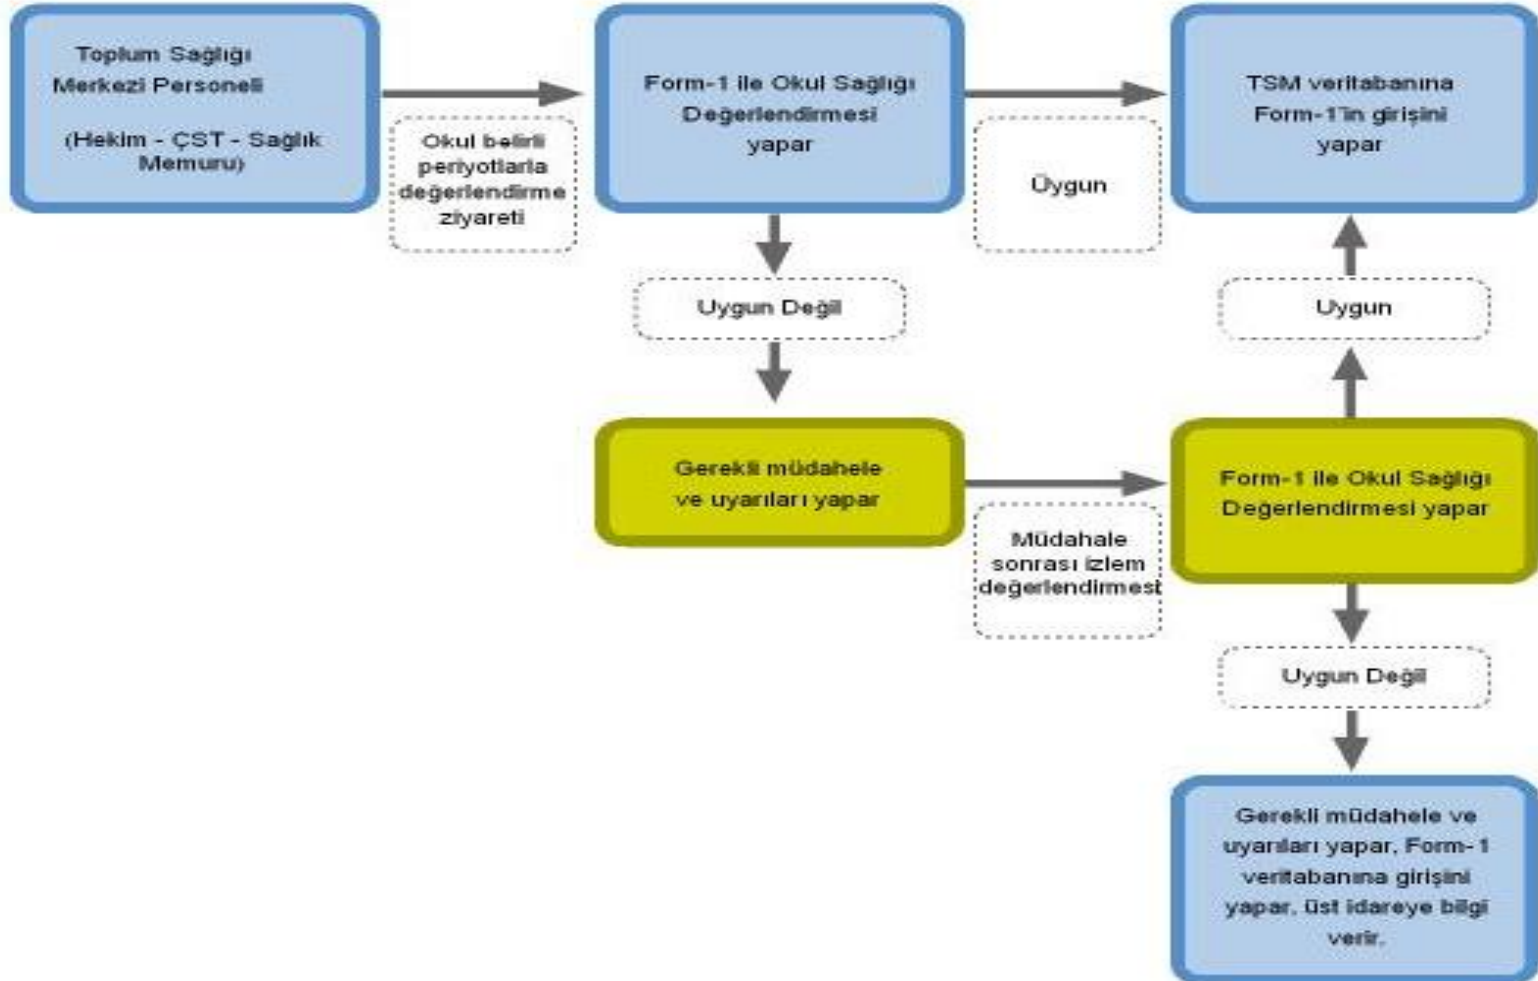 Toplum Sağlığı
Merkezi Personeli
(Hekim - ÇST - Sağlık
Memuru)
Okul belirli
periyotlarla
değerlendirme
ziyareti
Form-1 ile Okul Sağlığı
Değerlendirmesi
yapar
Üygun
TSM veritabanına
Form-1'in girişini
yapar
Uygun Değil
Uygun
Gerekli müdahele
ve uyarıları yapar
Müdahale
sonrası izlem
değerlendirmesi
Form-1 ile Okul Sağlığı
Değerlendirmesi yapar
Uygun Değil
Gerekli müdahele ve
uyarıları yapar, Form-1
veritabanına girişini
yapar, üst idareye bilgi
verir.